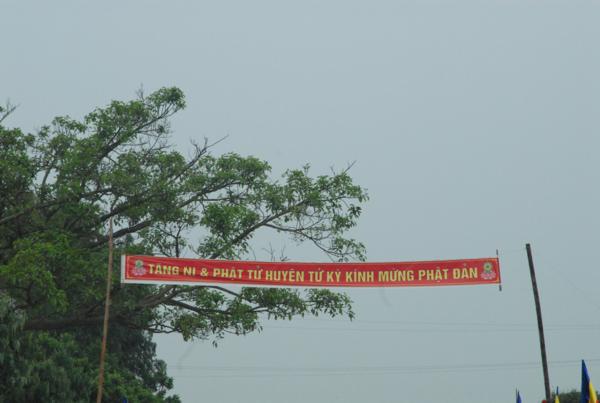 TĂNG NI & PHẬT TỬ HUYỆN TỨ KỲ KÍNH MỪNG PHẬT ĐẢN